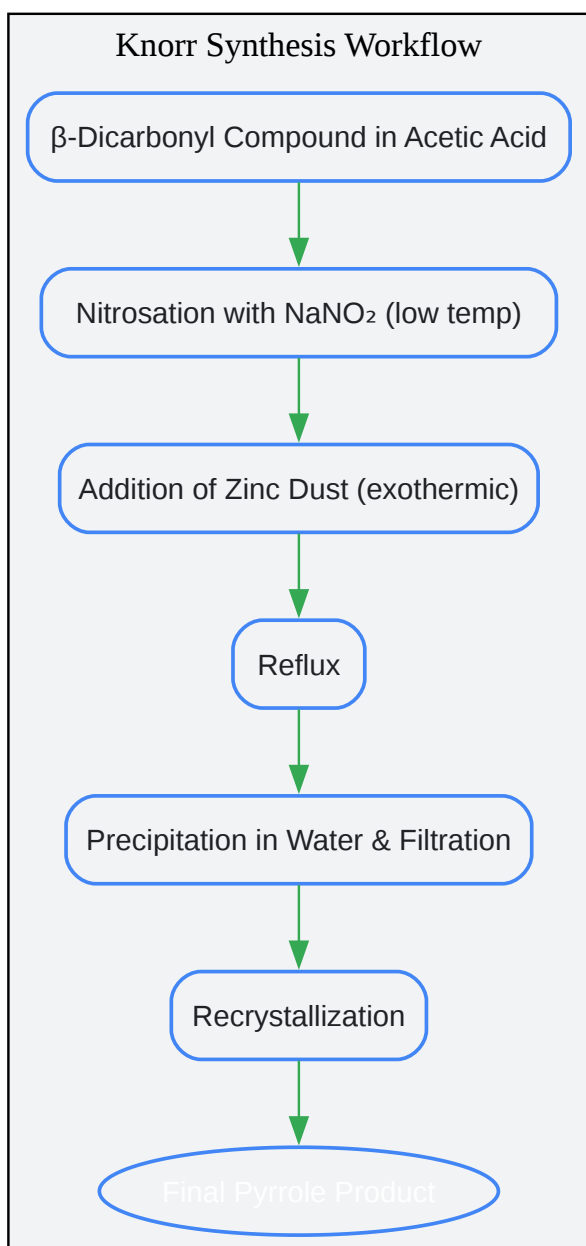 Knorr Synthesis Workflow
β-Dicarbonyl Compound in Acetic Acid
Nitrosation with NaNO₂ (low temp)
Addition of Zinc Dust (exothermic)
Reflux
Precipitation in Water & Filtration
Recrystallization
Final Pyrrole Product